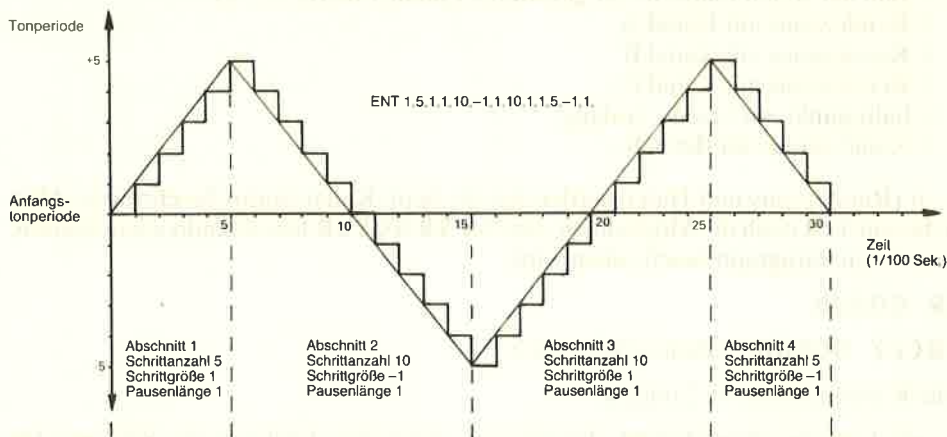 Tonperiode
+5
ENT 1,5,1,1,10,-1,1,10,1,1,5,-1,1.
Anfangs-
tonperiode
5
10
15
20
25
30
Zeit
(1/100 Sek.)
-5
Abschnitt 1
Schrittanzahl 5
Schrittgröße 1
Pausenlänge 1
Abschnitt 2
Schrittanzahl 10
Schrittgröße -1
Pausenlänge 1
Abschnitt 3
Schrittanzahl 10
Schrittgröße 1
Pausenlänge 1
Abschnitt 4
Schrittanzahl 5
Schrittgröße -1
Pausenlänge 1